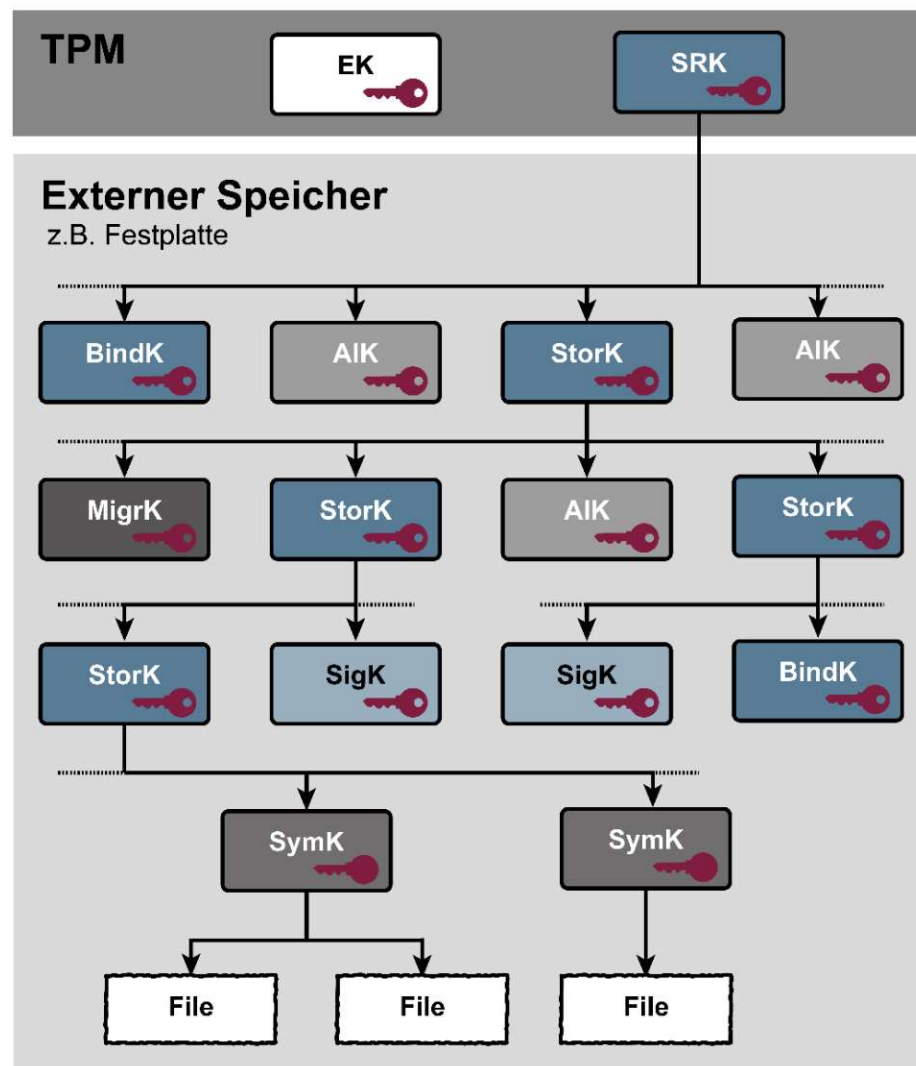 TPM
EK
SRK
Externer Speicher
z.B. Festplatte
BindK
AIK
StorK
AIK
MigrK
StorK
AIK
StorK
StorK
SigK
SigK
BindK
SymK
SymK
File
File
File